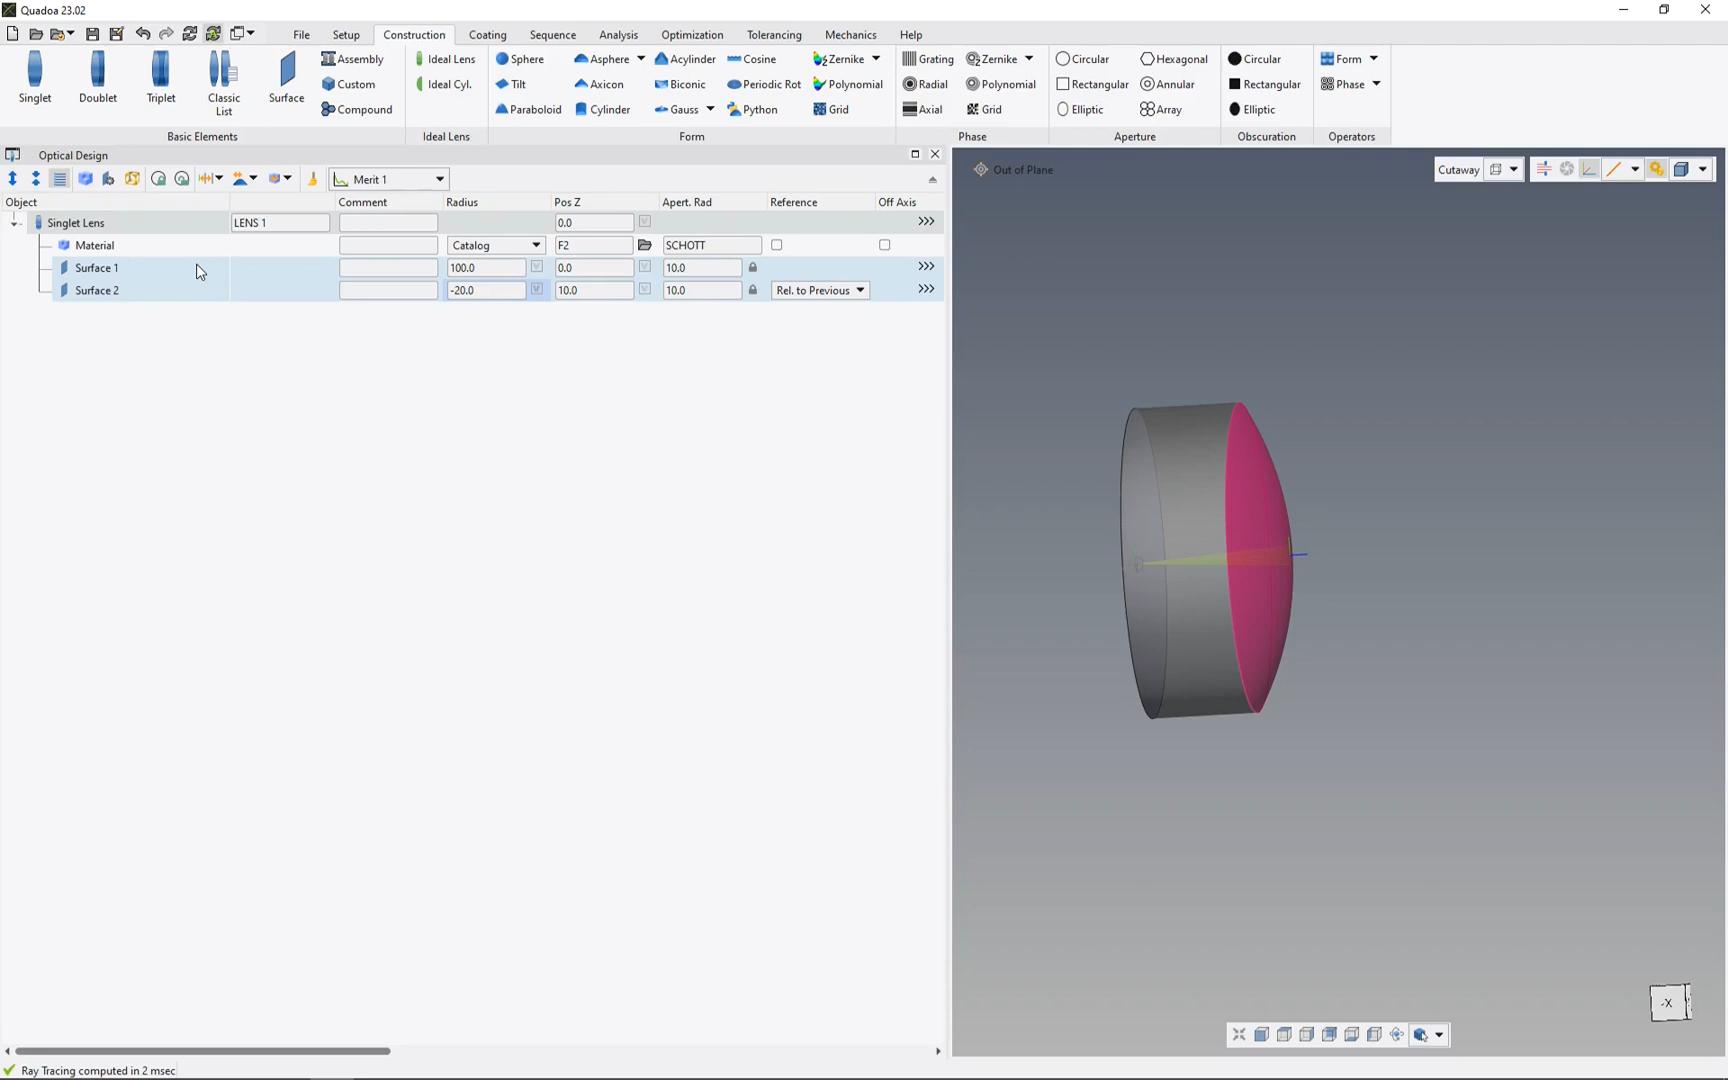 Quadoa 23.02
File Setup Construction Coating Sequence Analysis Optimization Tolerancing Mechanics Help
Singlet
Doublet
Triplet
Classic
List
Surface
Assembly
Custom
Compound
Basic Elements
Ideal Lens
Ideal Cyl.
Ideal Lens
Sphere Asphere Acylinder Cosine Zernike
Tilt Axicon Biconic Periodic Rot Polynomial
Paraboloid Cylinder Gauss Python Grid
Form
Grating Zernike
Radial Polynomial
Axial Grid
Phase
Circular Hexagonal
Rectangular Annular
Elliptic Array
Aperture
Circular
Rectangular
Elliptic
Obscuration
Form
Phase
Operators
Optical Design
Merit 1
Object Comment Radius Pos Z Apert. Rad Reference Off Axis
Singlet Lens LENS 1 0.0 V >>>
Material Catalog F2 SCHOTT
Surface 1 100.0 V 0.0 V 10.0 >>>
Surface 2 -20.0 V 10.0 V 10.0 Rel. to Previous >>>
Out of Plane
Cutaway
-X
Ray Tracing computed in 2 msec